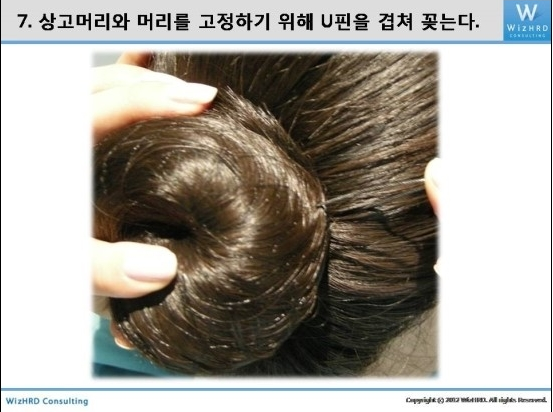 7. 상고머리와 머리를 고정하기 위해 U핀을 겹쳐 꽂는다.
W
WIZHRD
CONSULTING
WizHRD Consulting
Copyright (c) 2012 WizHRD. All rights Reserved.